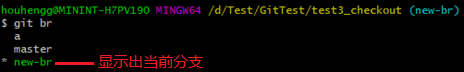 houhengg@MININT-H7PV190 MINGW64 /d/Test/GitTest/test3_checkout (new-br)
$ git br
a
master
* new-br 显示出当前分支